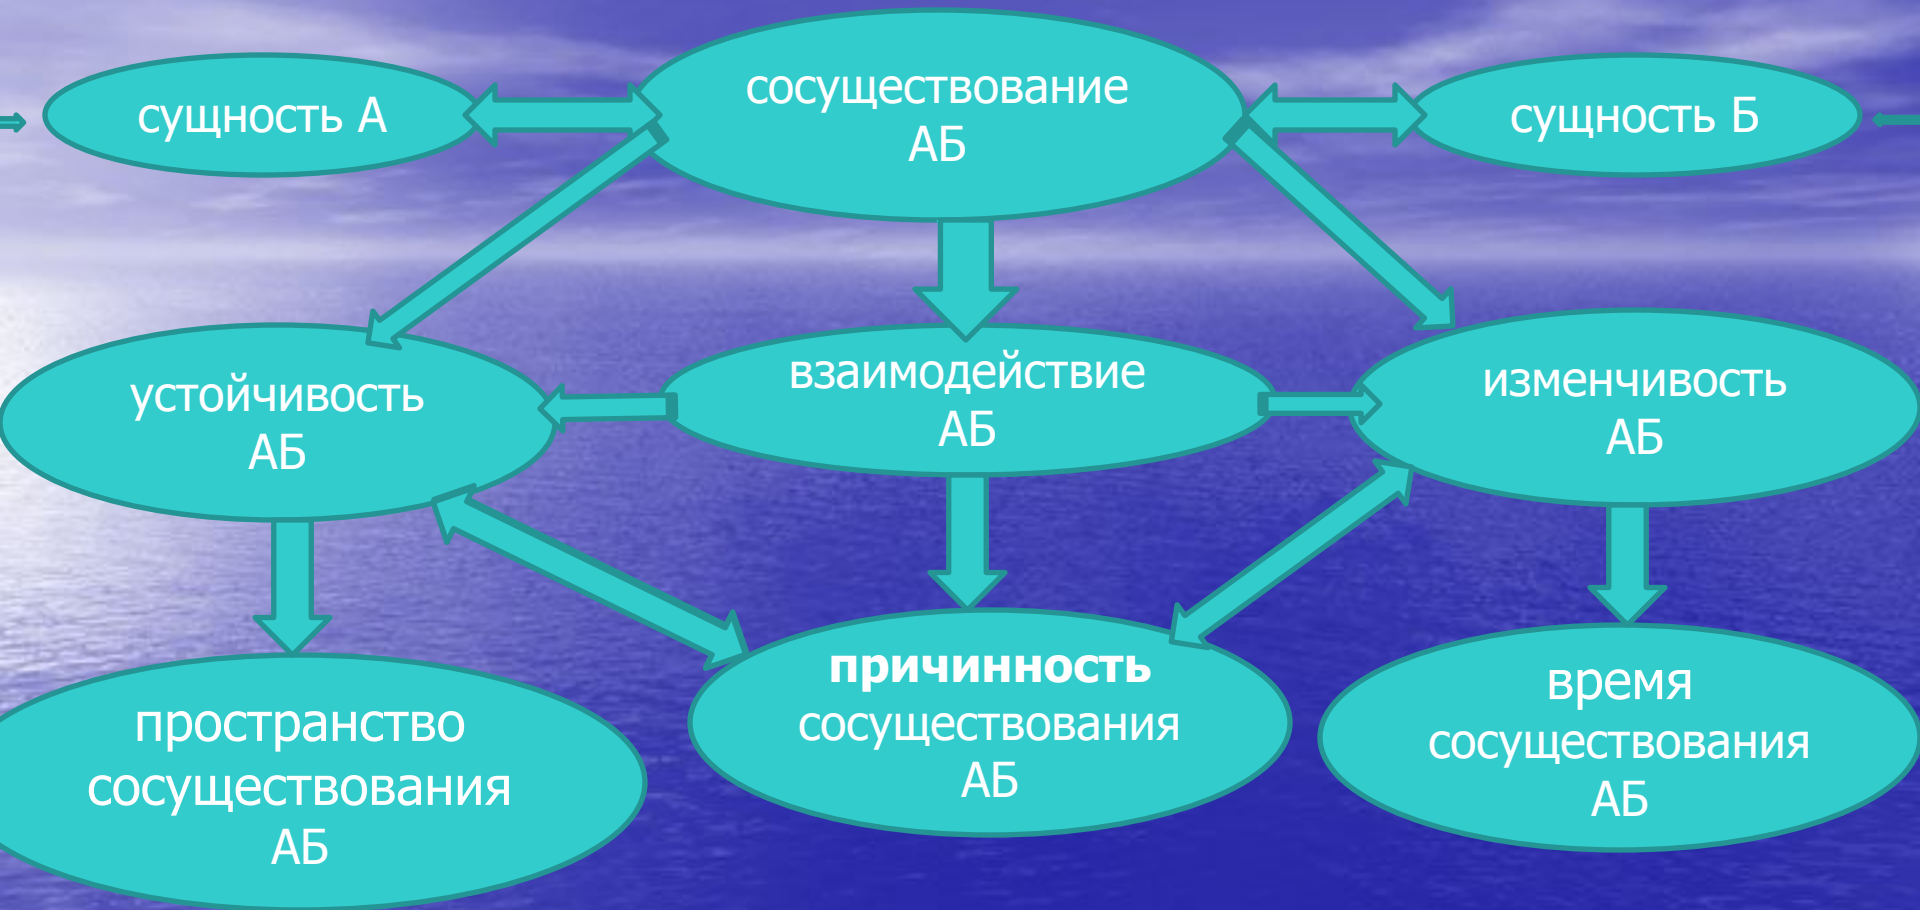 сущность А
сосуществование
АБ
сущность Б
устойчивость
АБ
взаимодействие
АБ
изменчивость
АБ
пространство
сосуществования
АБ
причинность
сосуществования
АБ
время
сосуществования
АБ